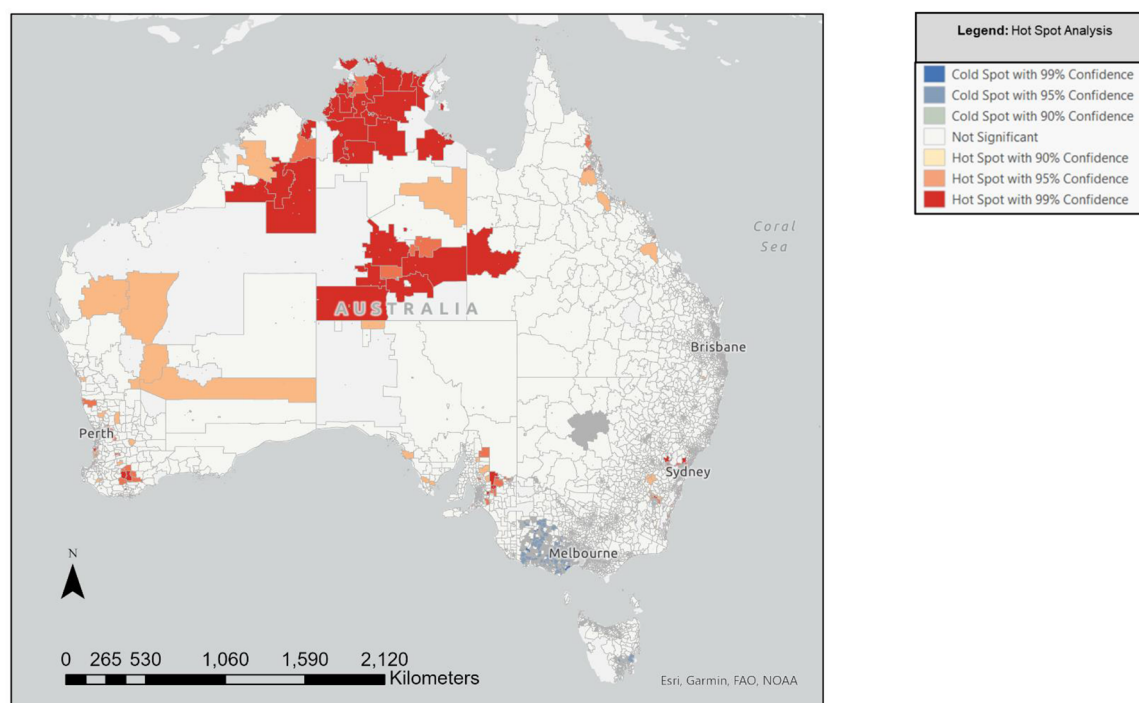 Legend: Hot Spot Analysis
Cold Spot with 99% Confidence
Cold Spot with 95% Confidence
Cold Spot with 90% Confidence
Not Significant
Hot Spot with 90% Confidence
Hot Spot with 95% Confidence
Hot Spot with 99% Confidence
Coral
Sea
AUSTRALIA
Brisbane
Perth
Sydney
Melbourne
N
0 265 530 1,060 1,590 2,120
Kilometers
Esri, Garmin, FAO, NOAA